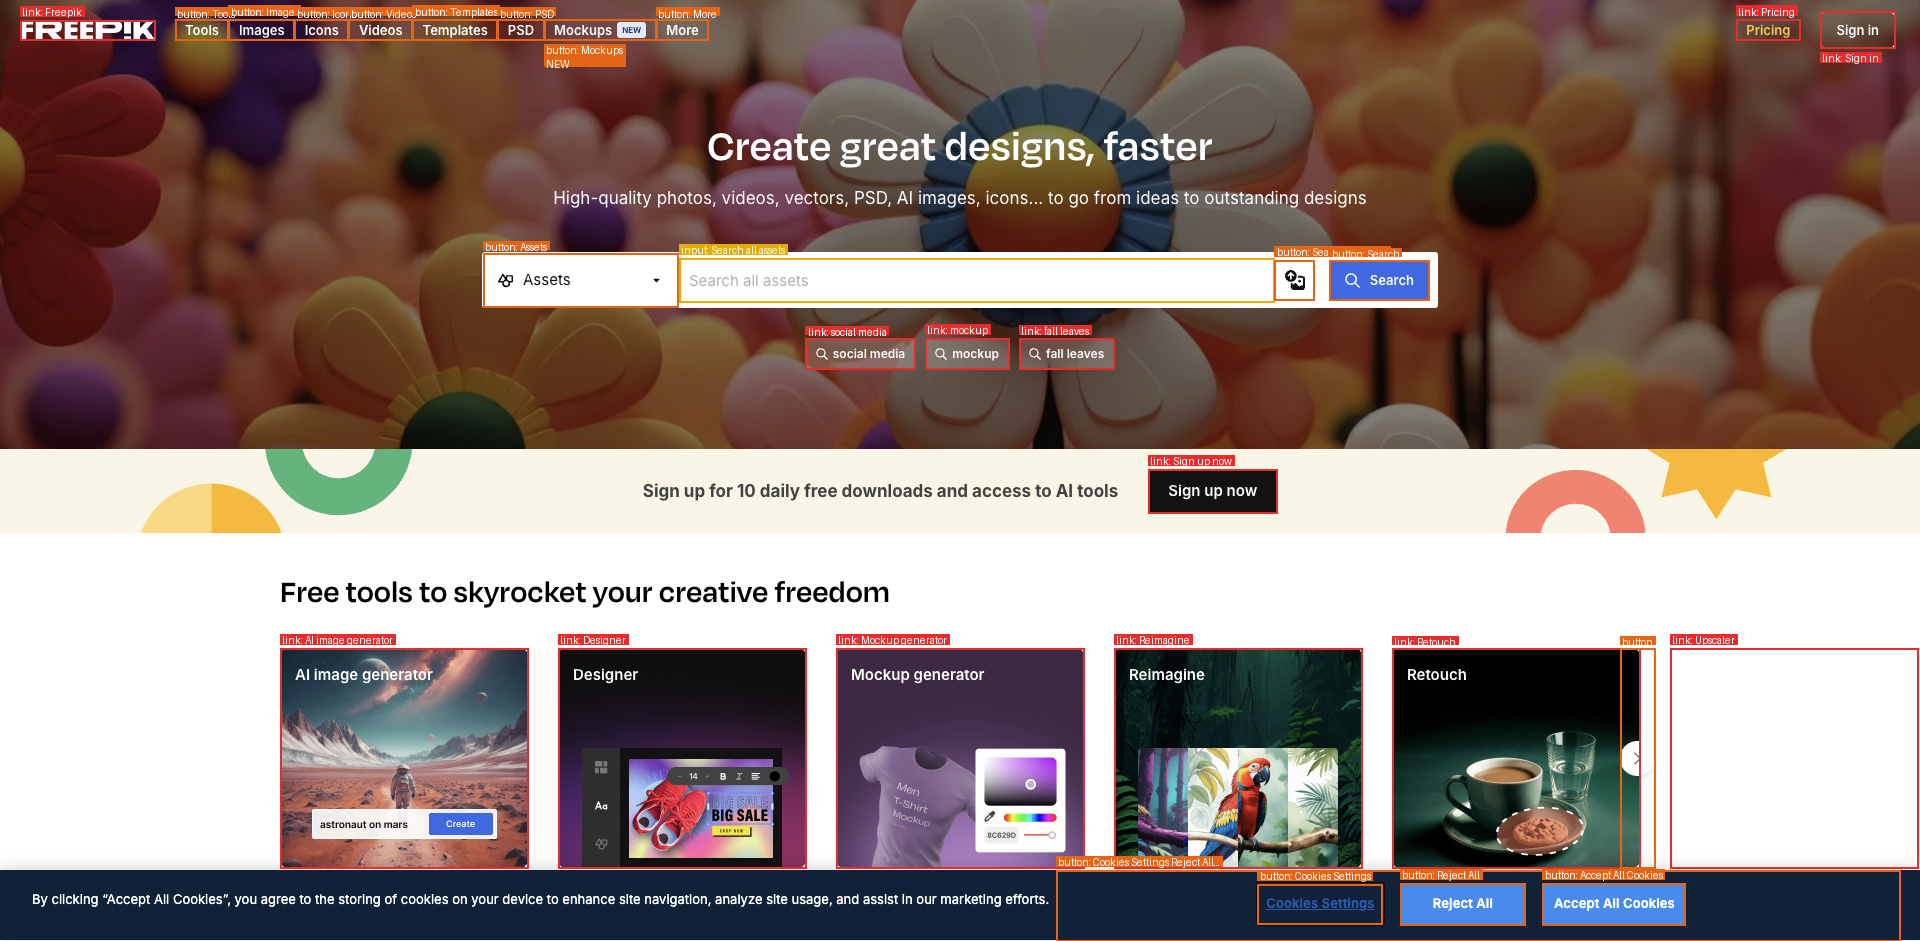 link: Freepik
FREEPIK
button: Too
Tools
button: Image
Images
button: Icon
Icons
button: Video
Videos
button: Templates
Templates
button: PSD
PSD
Mockups NEW
button: Mockups
NEW
button: More
More
link: Pricing
Pricing
Sign in
link: Sign in
Create great designs, faster
High-quality photos, videos, vectors, PSD, AI images, icons... to go from ideas to outstanding designs
button: Assets
Assets
input: Search all assets
Search all assets
button: Sea
button: Search
Search
link: social media
social media
link: mockup
mockup
link: fall leaves
fall leaves
Sign up for 10 daily free downloads and access to AI tools
link: Sign up now
Sign up now
Free tools to skyrocket your creative freedom
link: AI image generator
AI image generator
astronaut on mars
Create
link: Designer
Designer
14 B I
Aa
BIG SALE
BIG SALE
SHOP NOW
link: Mockup generator
Mockup generator
Men
T-Shirt
Mockup
8C629D
link: Reimagine
Reimagine
link: Retouch
Retouch
button
link: Upscaler
By clicking “Accept All Cookies”, you agree to the storing of cookies on your device to enhance site navigation, analyze site usage, and assist in our marketing efforts.
button: Cookies Settings Reject All...
button: Cookies Settings
Cookies Settings
button: Reject All
Reject All
button: Accept All Cookies
Accept All Cookies